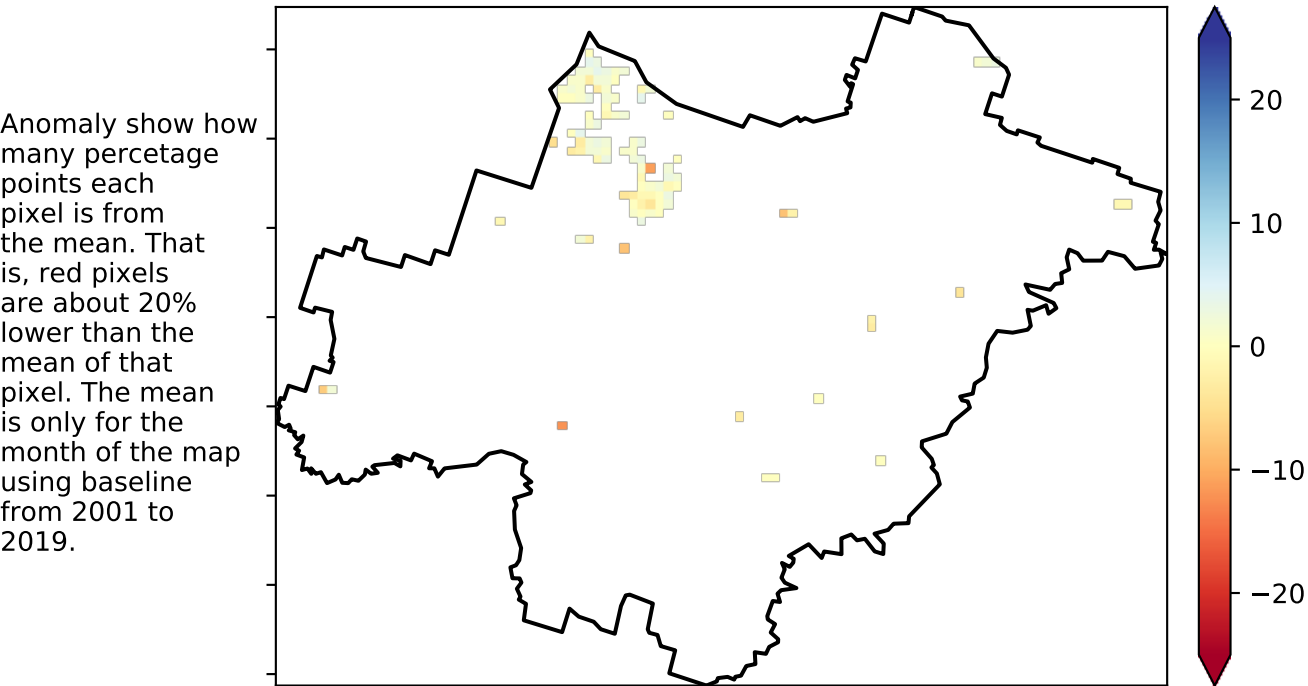 Anomaly show how
many percetage
points each
pixel is from
the mean. That
is, red pixels
are about 20%
lower than the
mean of that
pixel. The mean
is only for the
month of the map
using baseline
from 2001 to
2019.
20
10
0
−10
−20